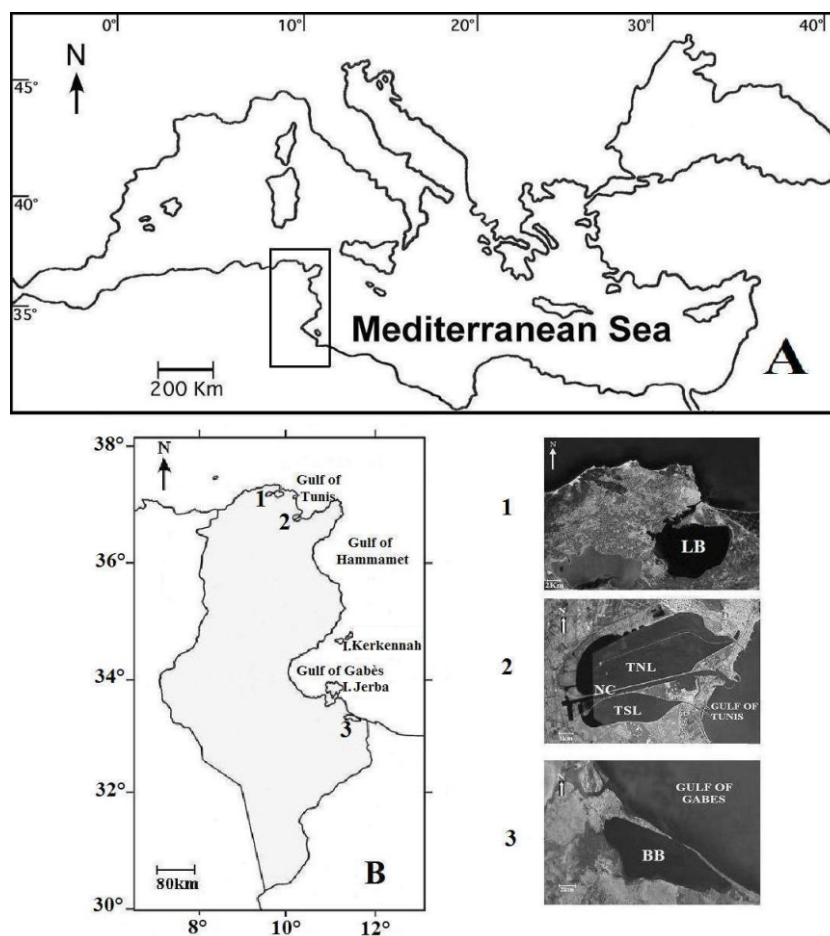 0° 10° 20° 30° 40°
N
45°
40°
35°
Mediterranean Sea
200 Km
A
38°
N
Gulf of
Tunis
1
2
36°
Gulf of
Hammamet
I.Kerkennah
34°
Gulf of Gabès
I.Jerba
3
32°
80km
B
30°
8° 10° 12°
1
N
LB
2Km
2
N
TNL
NC
TSL
GULF OF
TUNIS
1km
3
GULF OF
GABES
BB